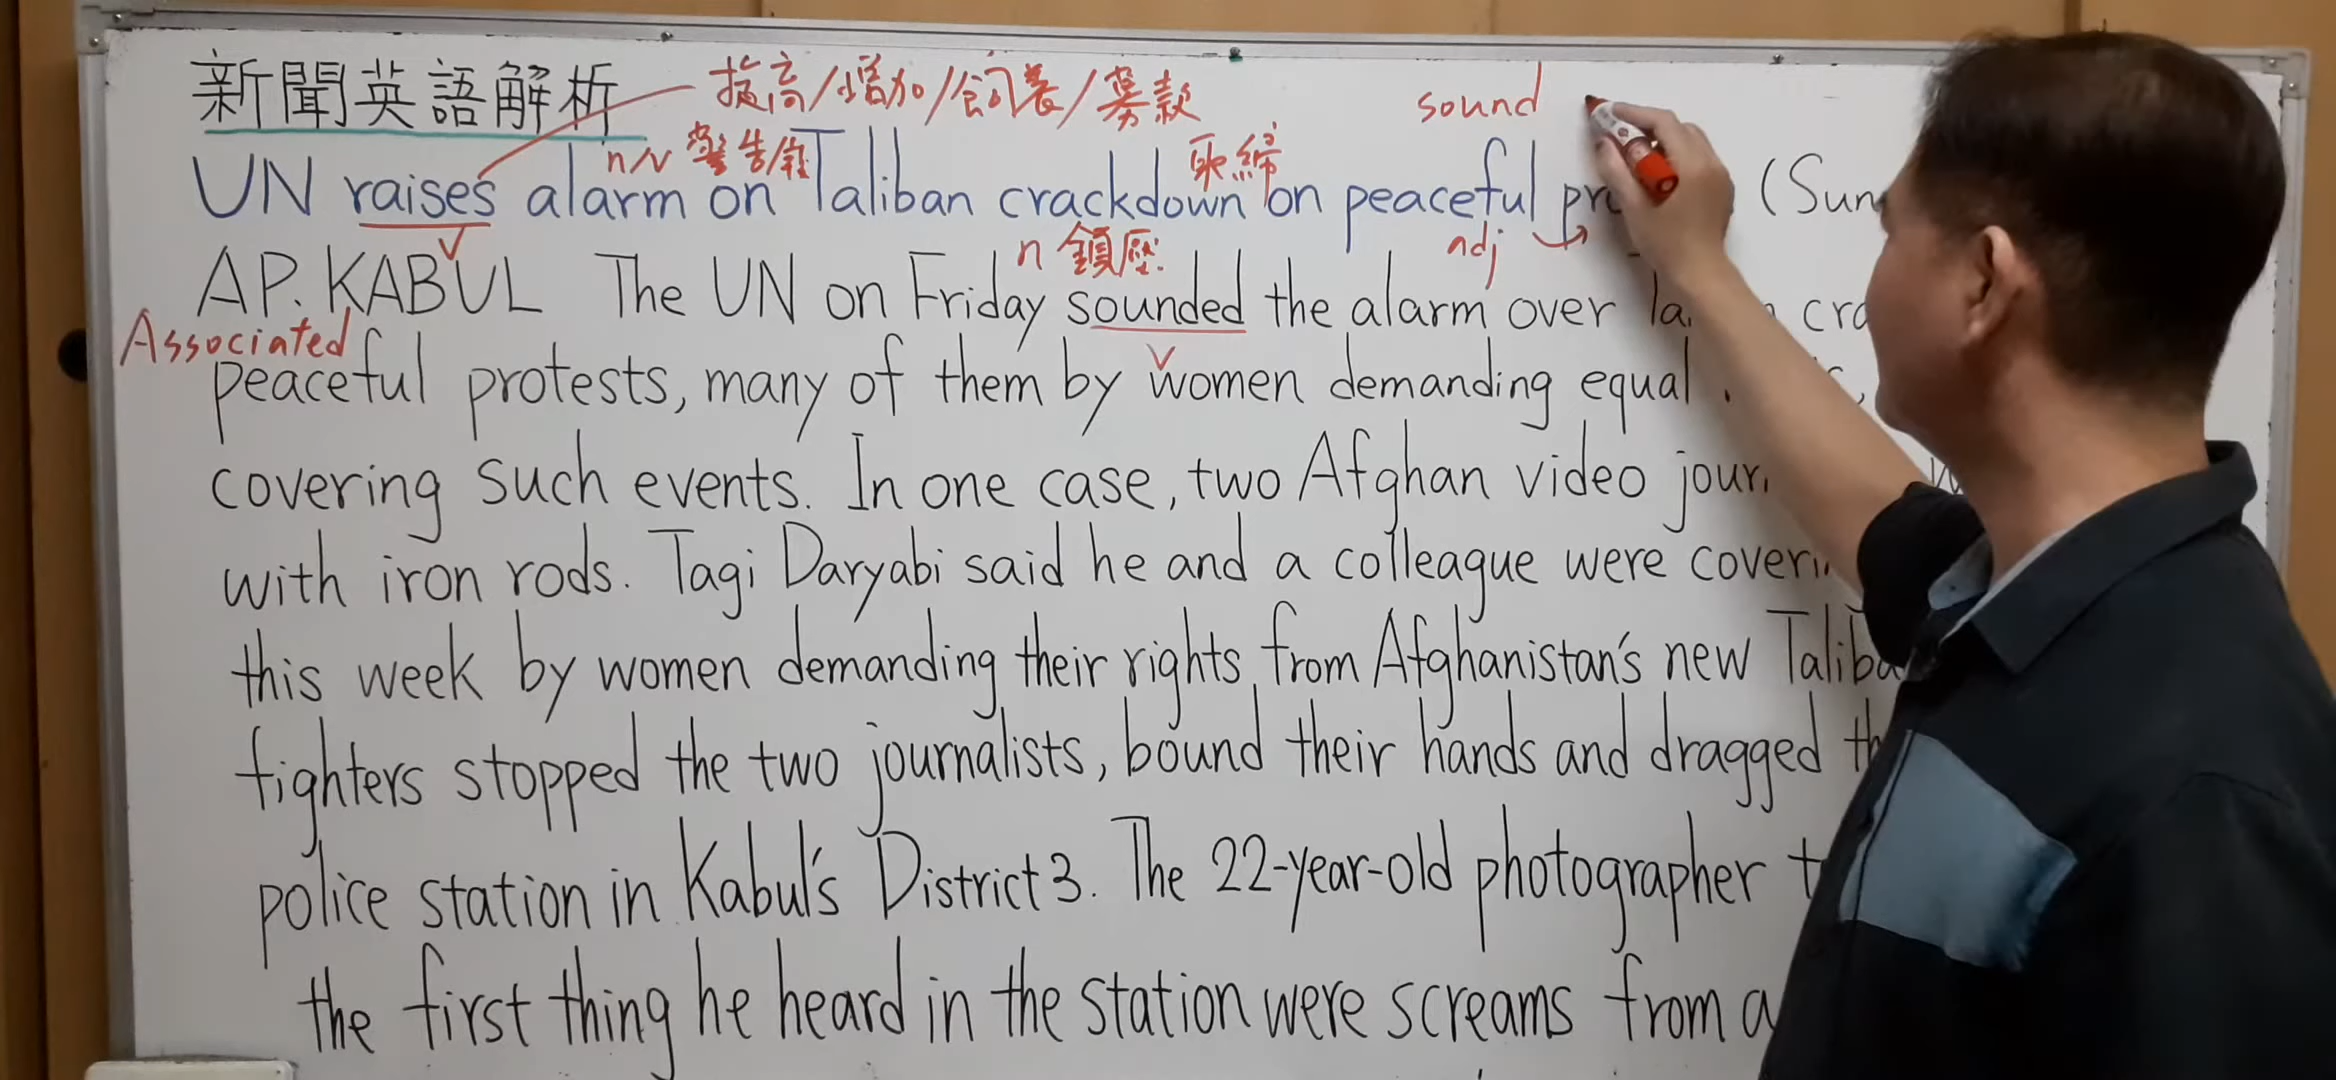 新聞英語解析 提高/增加/飼養/募款 sound
n/v 警告 取締
UN raises alarm on Taliban crackdown on peaceful (Sun
v n 鎮壓 adj
AP. KABUL The UN on Friday sounded the alarm over
Associated v
peaceful protests, many of them by women demanding equal
covering such events. In one case, two Afghan video
with iron rods. Tagi Daryabi said he and a colleague were
this week by women demanding their rights from Afghanistan's new
fighters stopped the two journalists, bound their hands and dragged
police station in Kabul's District 3. The 22-year-old photographer
the first thing he heard in the station were screams from a